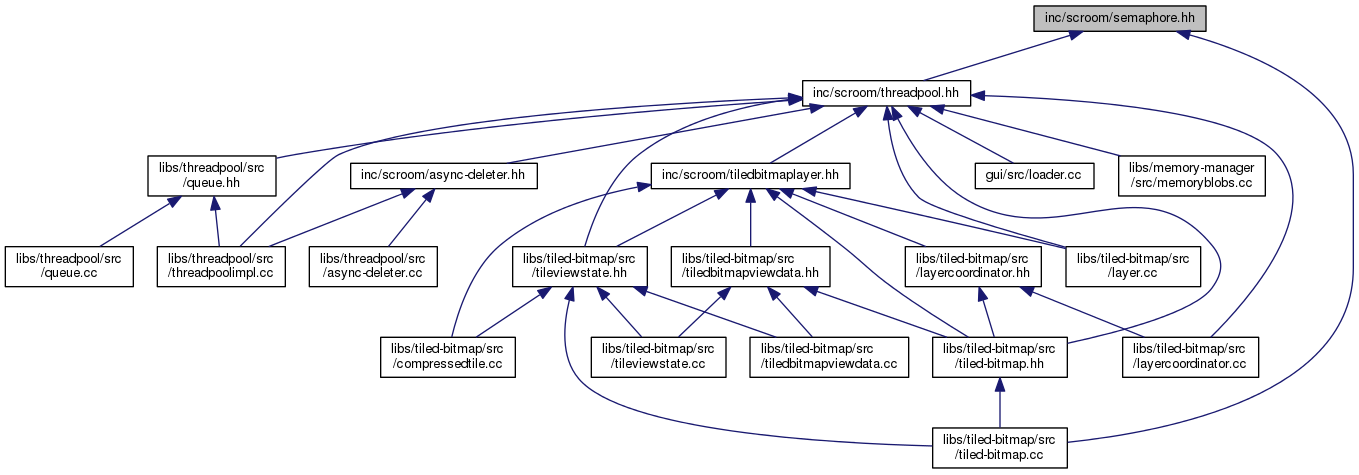 inc/scroom/semaphore.hh
inc/scroom/threadpool.hh
libs/threadpool/src
/queue.hh
inc/scroom/async-deleter.hh
inc/scroom/tiledbitmaplayer.hh
gui/src/loader.cc
libs/memory-manager
/src/memoryblobs.cc
libs/threadpool/src
/queue.cc
libs/threadpool/src
/threadpoolimpl.cc
libs/threadpool/src
/async-deleter.cc
libs/tiled-bitmap/src
/tileviewstate.hh
libs/tiled-bitmap/src
/tiledbitmapviewdata.hh
libs/tiled-bitmap/src
/layercoordinator.hh
libs/tiled-bitmap/src
/layer.cc
libs/tiled-bitmap/src
/compressedtile.cc
libs/tiled-bitmap/src
/tileviewstate.cc
libs/tiled-bitmap/src
/tiledbitmapviewdata.cc
libs/tiled-bitmap/src
/tiled-bitmap.hh
libs/tiled-bitmap/src
/layercoordinator.cc
libs/tiled-bitmap/src
/tiled-bitmap.cc